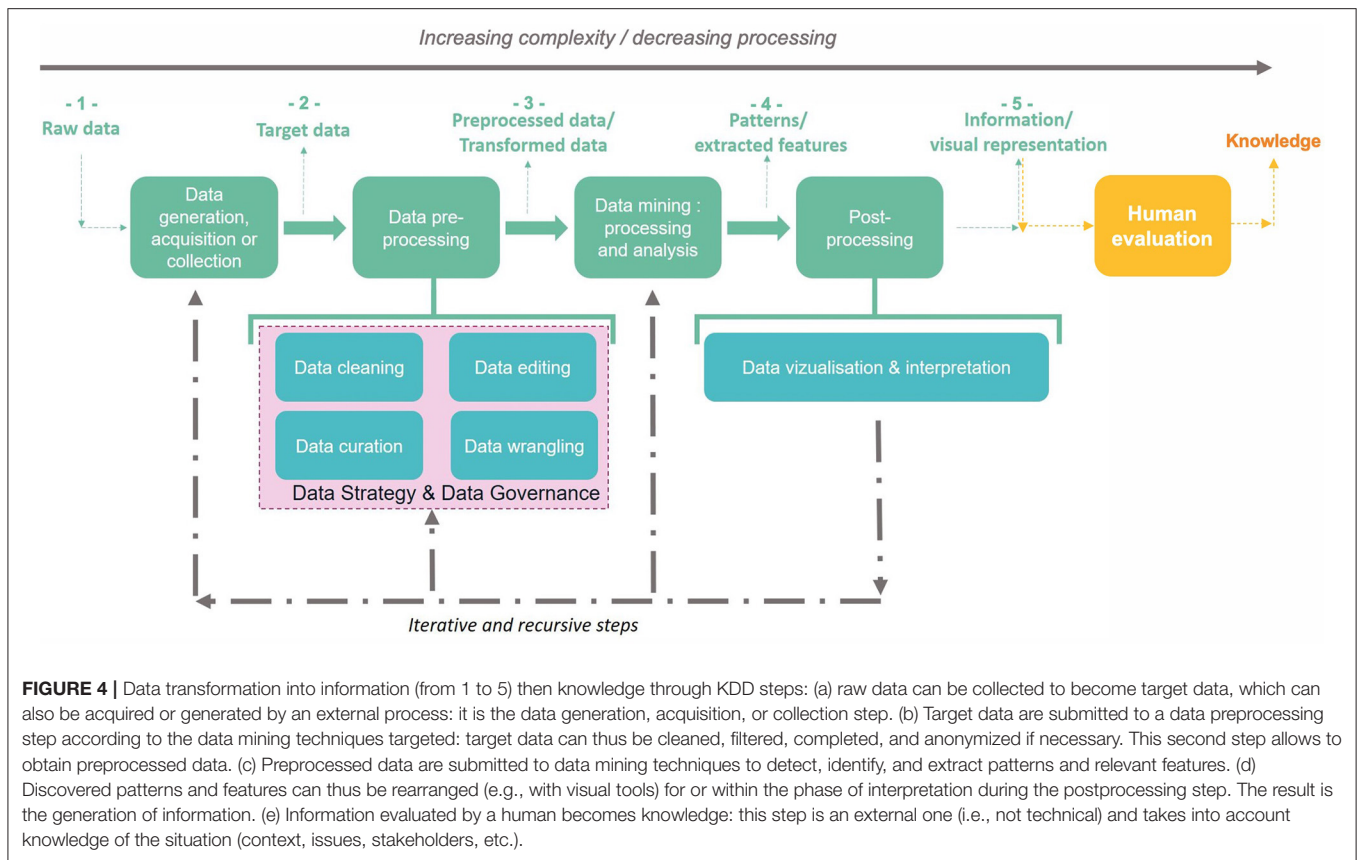 Increasing complexity / decreasing processing
- 1 -
Raw data
- 2 -
Target data
- 3 -
Preprocessed data/
Transformed data
- 4 -
Patterns/
extracted features
- 5 -
Information/
visual representation
Knowledge
Data
generation,
acquisition or
collection
Data pre-
processing
Data mining :
processing
and analysis
Post-
processing
Human
evaluation
Data cleaning
Data editing
Data curation
Data wrangling
Data Strategy & Data Governance
Data vizualisation & interpretation
Iterative and recursive steps
FIGURE 4 | Data transformation into information (from 1 to 5) then knowledge through KDD steps: (a) raw data can be collected to become target data, which can
also be acquired or generated by an external process: it is the data generation, acquisition, or collection step. (b) Target data are submitted to a data preprocessing
step according to the data mining techniques targeted: target data can thus be cleaned, filtered, completed, and anonymized if necessary. This second step allows to
obtain preprocessed data. (c) Preprocessed data are submitted to data mining techniques to detect, identify, and extract patterns and relevant features. (d)
Discovered patterns and features can thus be rearranged (e.g., with visual tools) for or within the phase of interpretation during the postprocessing step. The result is
the generation of information. (e) Information evaluated by a human becomes knowledge: this step is an external one (i.e., not technical) and takes into account
knowledge of the situation (context, issues, stakeholders, etc.).